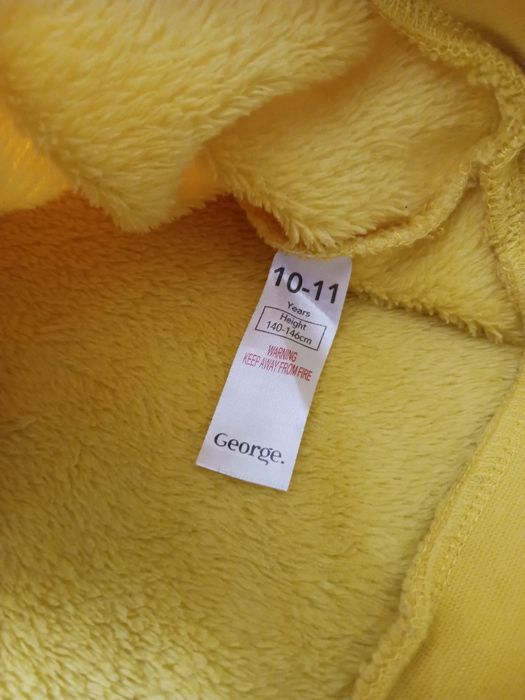 10-11
Years
Height
140-146cm
WARNING
KEEP AWAY FROM FIRE
George.